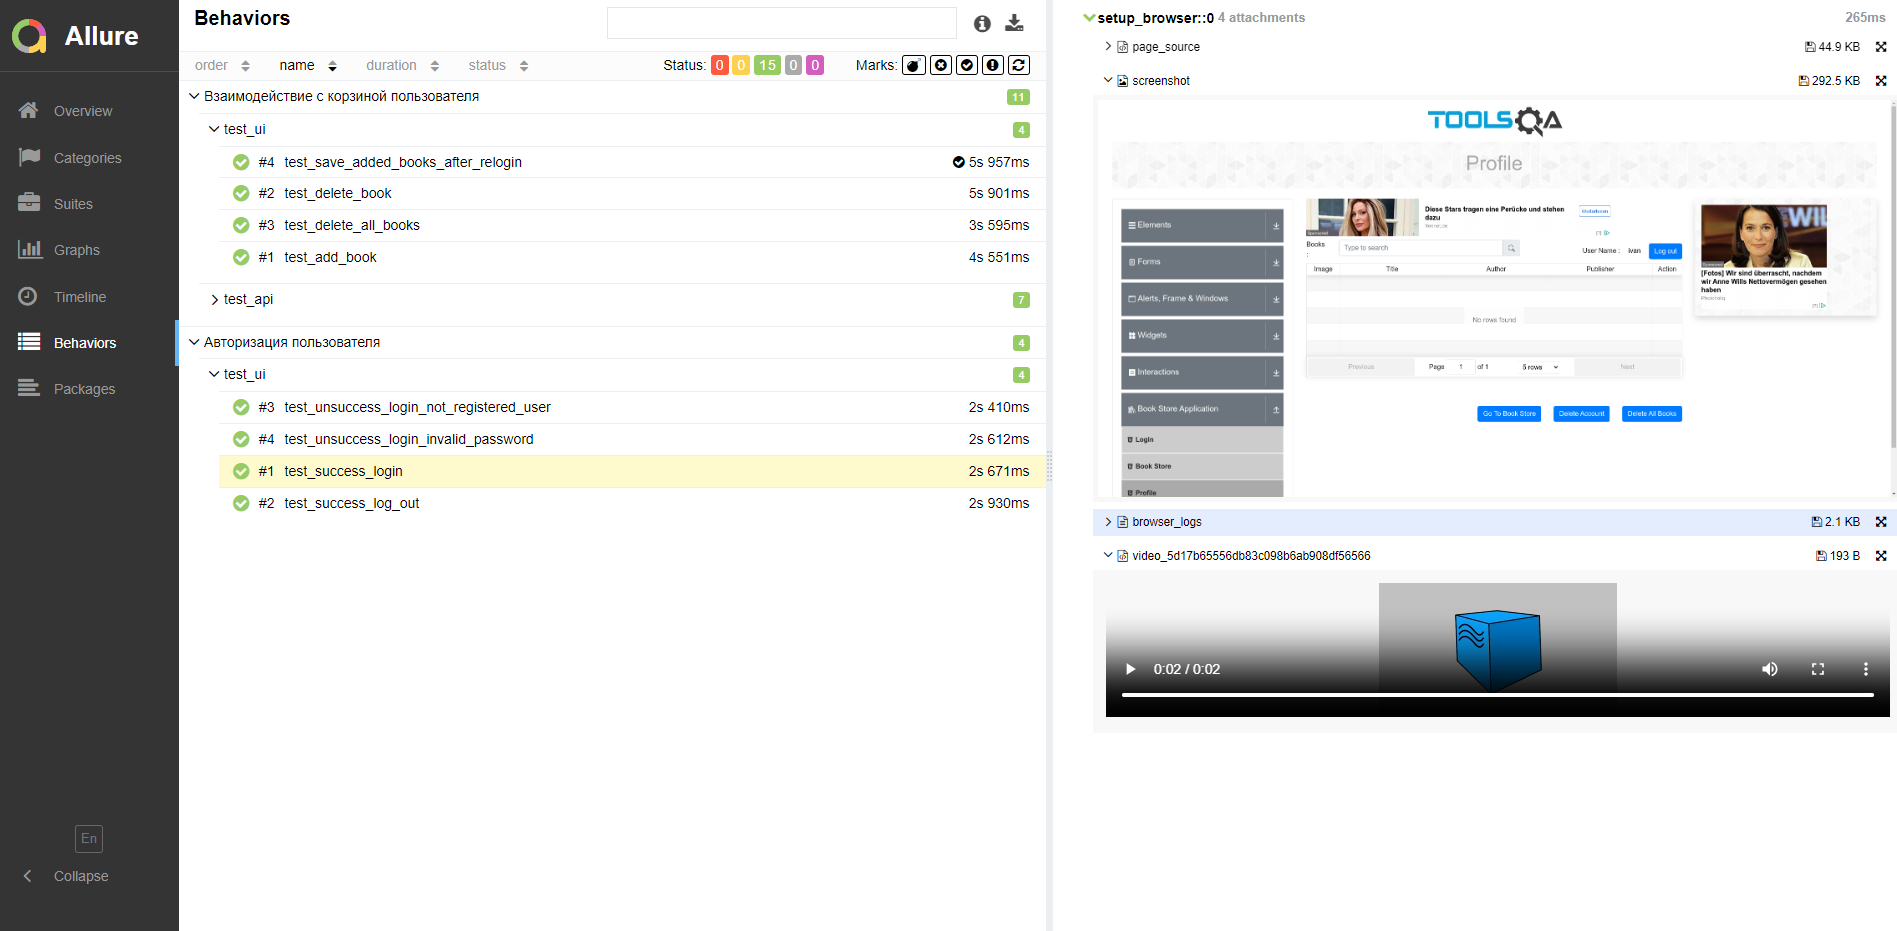 Allure
Overview
Categories
Suites
Graphs
Timeline
Behaviors
Packages
En
Collapse
Behaviors
order name duration status Status: 0 0 15 0 0 Marks:
Взаимодействие с корзиной пользователя 11
test_ui 4
#4 test_save_added_books_after_relogin 5s 957ms
#2 test_delete_book 5s 901ms
#3 test_delete_all_books 3s 595ms
#1 test_add_book 4s 551ms
test_api 7
Авторизация пользователя 4
test_ui 4
#3 test_unsuccess_login_not_registered_user 2s 410ms
#4 test_unsuccess_login_invalid_password 2s 612ms
#1 test_success_login 2s 671ms
#2 test_success_log_out 2s 930ms
setup_browser::0 4 attachments 265ms
page_source 44.9 KB
screenshot 292.5 KB
TOOLSQA
Profile
Elements
Forms
Alerts, Frame & Windows
Widgets
Interactions
Book Store Application
Login
Book Store
Profile
Diese Stars tragen eine Perücke und stehen
dazu
Books
:
Type to search
User Name : ivan Log out
Image Title Author Publisher Action
No rows found
Previous Page 1 of 1 5 rows Next
Go To Book Store Delete Account Delete All Books
[Fotos] Wir sind überrascht, nachdem
wir Anne Wills Nettovermögen gesehen
haben
browser_logs 2.1 KB
video_5d17b65556db83c098b6ab908df56566 193 B
0:02 / 0:02